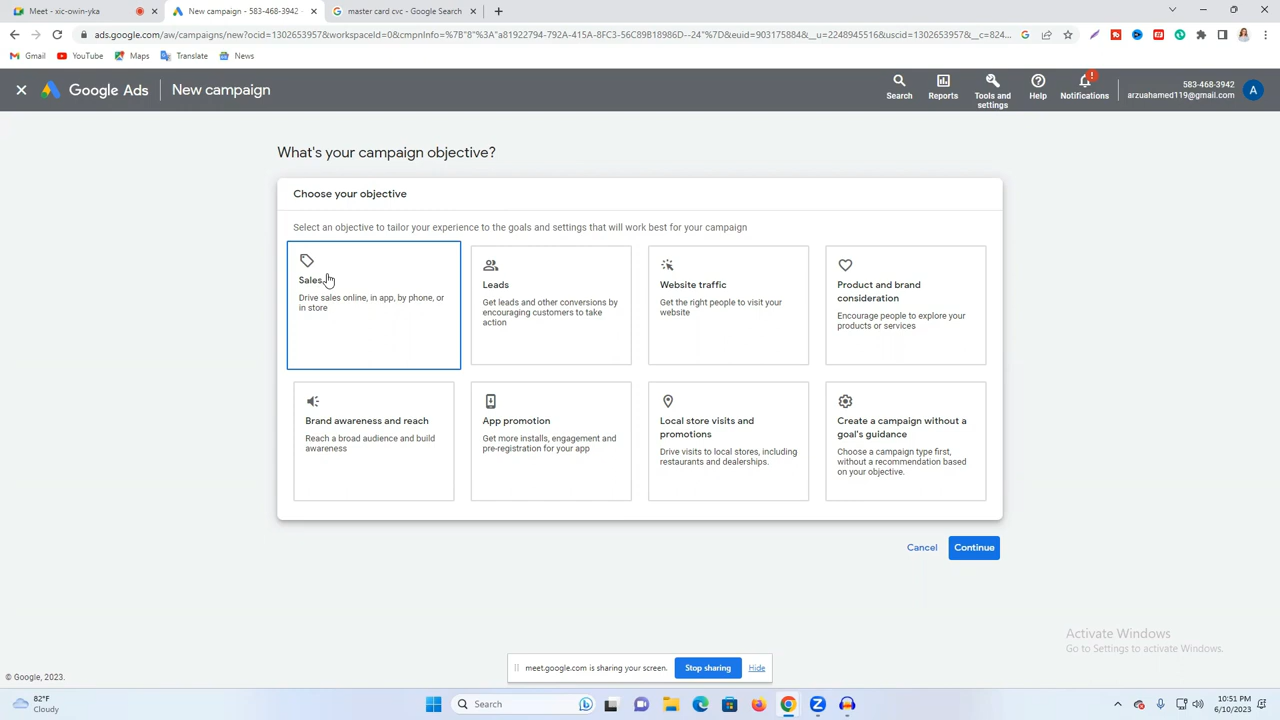 Meet - xic-owin-yka
New campaign - 583-468-3942 -
master card cvc - Google Search
ads.google.com/aw/campaigns/new?ocid=1302653957&workspaceId=0&cmpnInfo=%7B"8"%3A"a81922794-792A-415A-8FC3-56C89B18986D--24"%7D&euid=903175884&__u=2248945516&uscid=1302653957&__c=824...
Gmail
YouTube
Maps
Translate
News
Google Ads
New campaign
Search
Reports
Tools and settings
Help
Notifications
583-468-3942
arzuahamed119@gmail.com
A
What's your campaign objective?
Choose your objective
Select an objective to tailor your experience to the goals and settings that will work best for your campaign
Sales
Drive sales online, in app, by phone, or
in store
Leads
Get leads and other conversions by
encouraging customers to take
action
Website traffic
Get the right people to visit your
website
Product and brand
consideration
Encourage people to explore your
products or services
Brand awareness and reach
Reach a broad audience and build
awareness
App promotion
Get more installs, engagement and
pre-registration for your app
Local store visits and
promotions
Drive visits to local stores, including
restaurants and dealerships.
Create a campaign without a
goal's guidance
Choose a campaign type first,
without a recommendation based
on your objective.
Cancel
Continue
Activate Windows
Go to Settings to activate Windows.
meet.google.com is sharing your screen.
Stop sharing
Hide
© Google, 2023.
82°F
Cloudy
Search
10:51 PM
6/10/2023